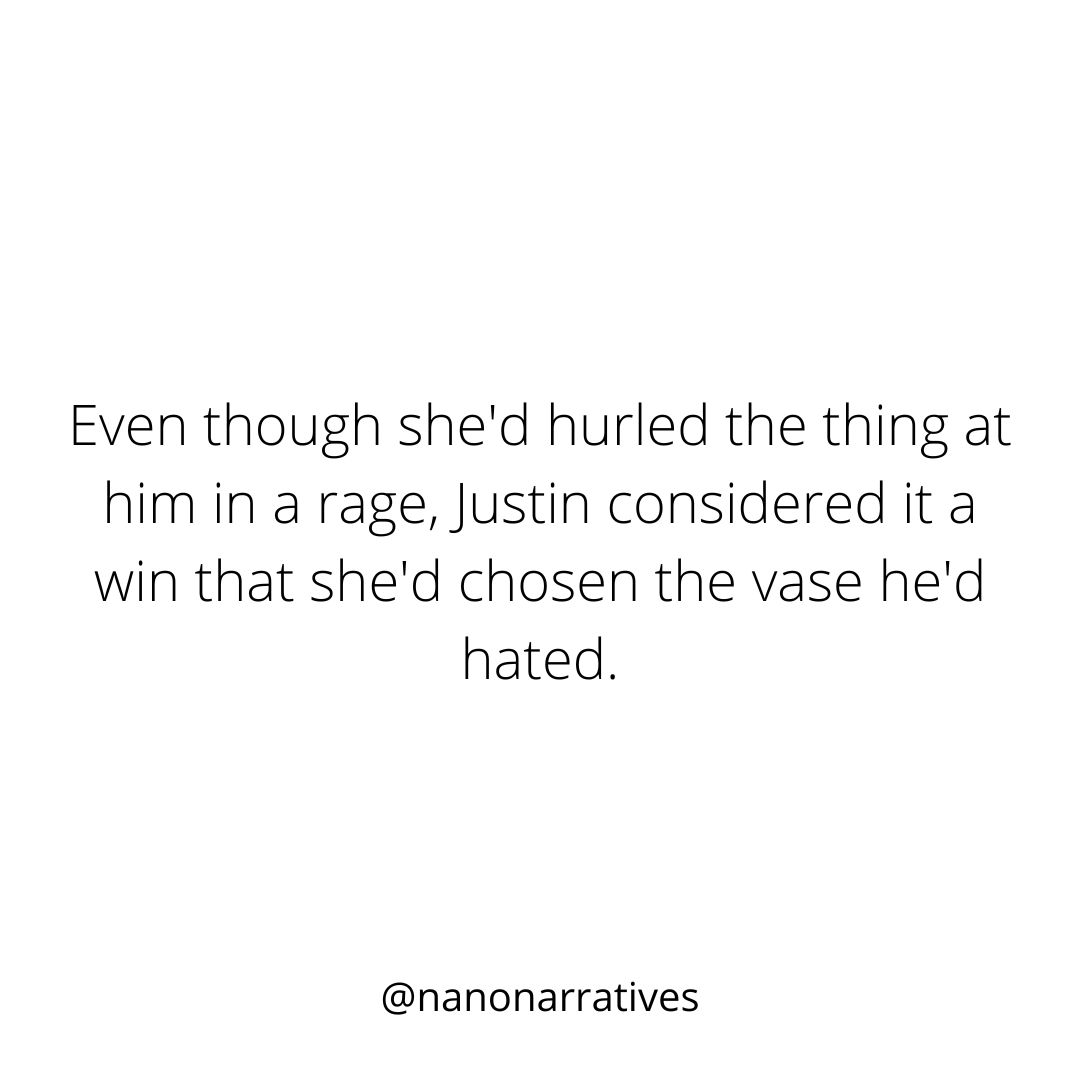 Even though she'd hurled the thing at
him in a rage, Justin considered it a
win that she'd chosen the vase he'd
hated.
@nanonarratives